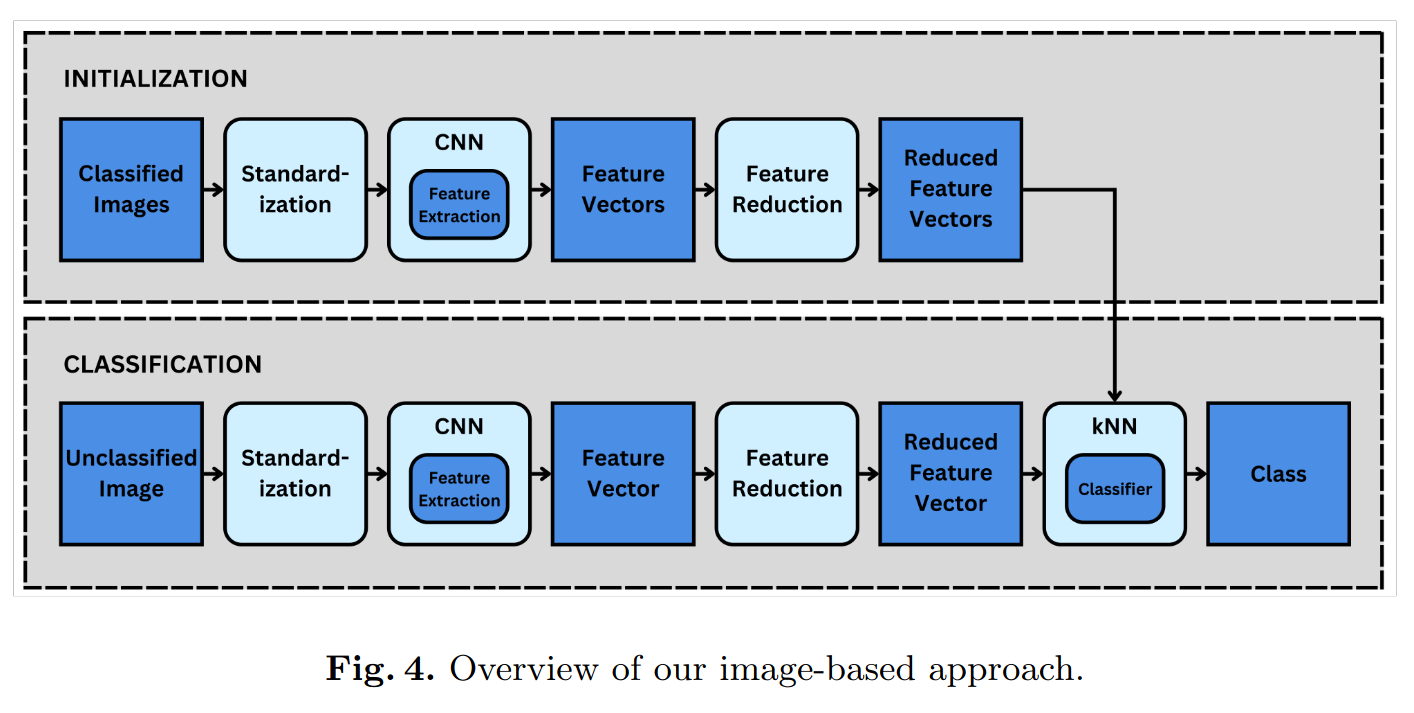 INITIALIZATION
Classified
Images
Standard-
ization
CNN
Feature
Extraction
Feature
Vectors
Feature
Reduction
Reduced
Feature
Vectors
CLASSIFICATION
Unclassified
Image
Standard-
ization
CNN
Feature
Extraction
Feature
Vector
Feature
Reduction
Reduced
Feature
Vector
kNN
Classifier
Class
Fig. 4. Overview of our image-based approach.